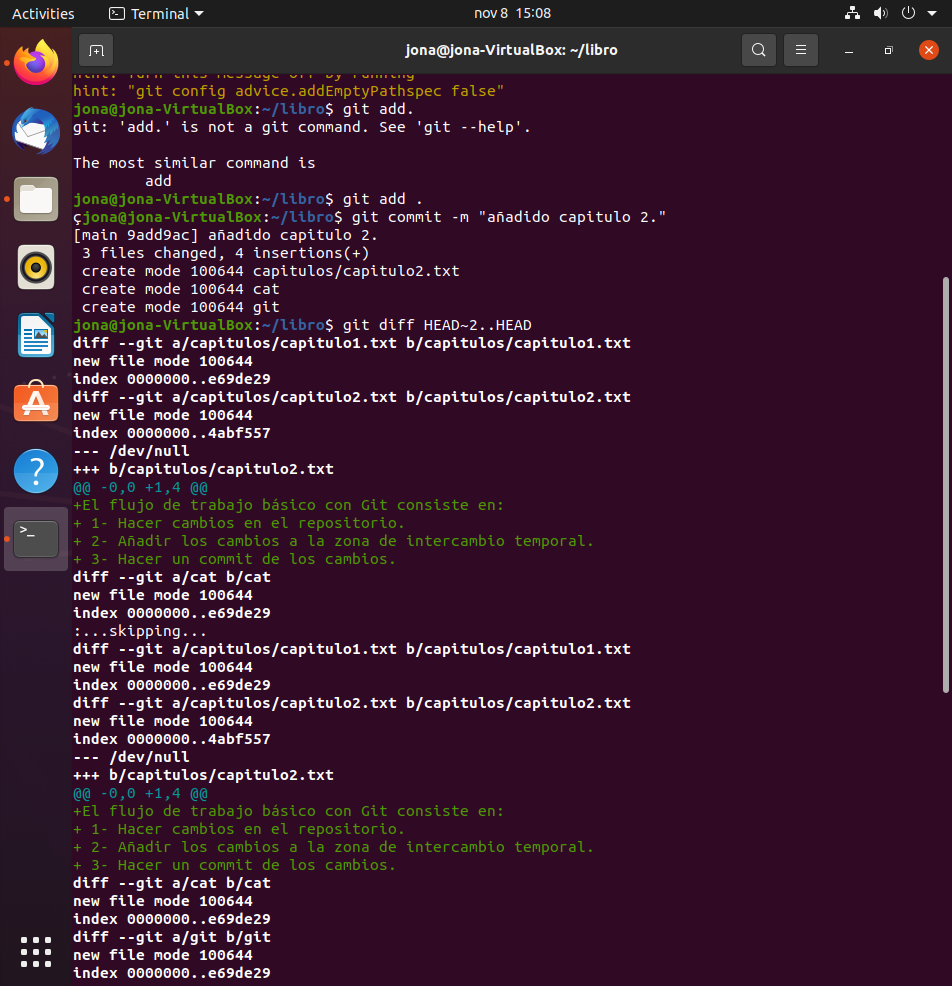 Activities
Terminal
nov 8 15:08
jona@jona-VirtualBox: ~/libro
hint: Turn this message off by running
hint: "git config advice.addEmptyPathspec false"
jona@jona-VirtualBox:~/libro$ git add.
git: 'add.' is not a git command. See 'git --help'.
The most similar command is
add
jona@jona-VirtualBox:~/libro$ git add .
çjona@jona-VirtualBox:~/libro$ git commit -m "añadido capitulo 2."
[main 9add9ac] añadido capitulo 2.
3 files changed, 4 insertions(+)
create mode 100644 capitulos/capitulo2.txt
create mode 100644 cat
create mode 100644 git
jona@jona-VirtualBox:~/libro$ git diff HEAD~2..HEAD
diff --git a/capitulos/capitulo1.txt b/capitulos/capitulo1.txt
new file mode 100644
index 0000000..e69de29
diff --git a/capitulos/capitulo2.txt b/capitulos/capitulo2.txt
new file mode 100644
index 0000000..4abf557
--- /dev/null
+++ b/capitulos/capitulo2.txt
@@ -0,0 +1,4 @@
+El flujo de trabajo básico con Git consiste en:
+ 1- Hacer cambios en el repositorio.
+ 2- Añadir los cambios a la zona de intercambio temporal.
+ 3- Hacer un commit de los cambios.
diff --git a/cat b/cat
new file mode 100644
index 0000000..e69de29
:...skipping...
diff --git a/capitulos/capitulo1.txt b/capitulos/capitulo1.txt
new file mode 100644
index 0000000..e69de29
diff --git a/capitulos/capitulo2.txt b/capitulos/capitulo2.txt
new file mode 100644
index 0000000..4abf557
--- /dev/null
+++ b/capitulos/capitulo2.txt
@@ -0,0 +1,4 @@
+El flujo de trabajo básico con Git consiste en:
+ 1- Hacer cambios en el repositorio.
+ 2- Añadir los cambios a la zona de intercambio temporal.
+ 3- Hacer un commit de los cambios.
diff --git a/cat b/cat
new file mode 100644
index 0000000..e69de29
diff --git a/git b/git
new file mode 100644
index 0000000..e69de29